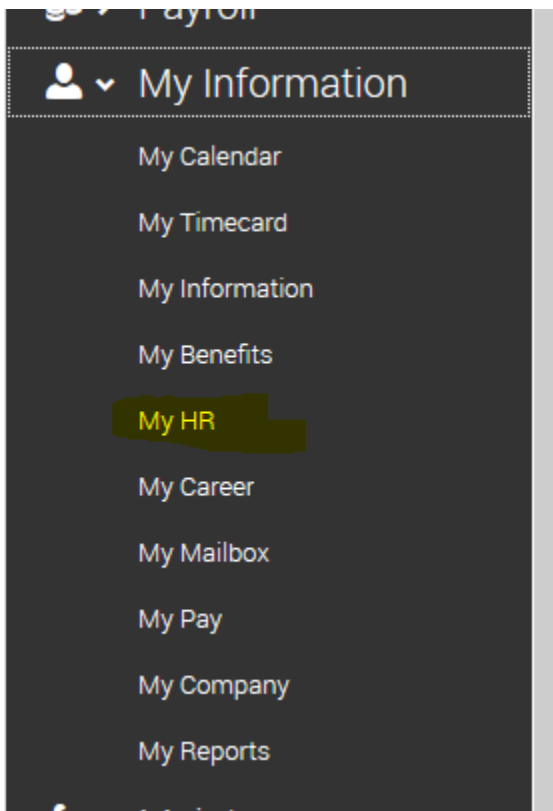 Payroll
My Information
My Calendar
My Timecard
My Information
My Benefits
My HR
My Career
My Mailbox
My Pay
My Company
My Reports